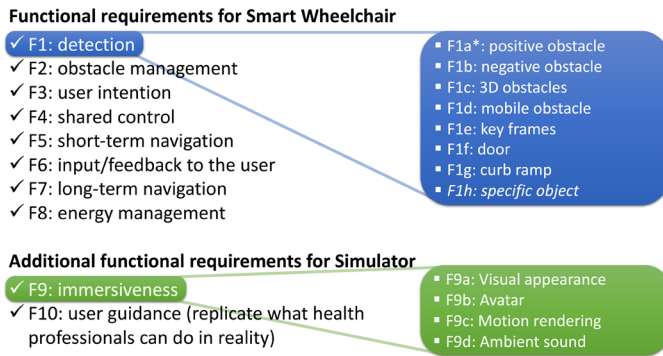 Functional requirements for Smart Wheelchair
✓ F1: detection
✓ F2: obstacle management
✓ F3: user intention
✓ F4: shared control
✓ F5: short-term navigation
✓ F6: input/feedback to the user
✓ F7: long-term navigation
✓ F8: energy management
▪ F1a*: positive obstacle
▪ F1b: negative obstacle
▪ F1c: 3D obstacles
▪ F1d: mobile obstacle
▪ F1e: key frames
▪ F1f: door
▪ F1g: curb ramp
▪ F1h: specific object
Additional functional requirements for Simulator
✓ F9: immersiveness
✓ F10: user guidance (replicate what health
professionals can do in reality)
▪ F9a: Visual appearance
▪ F9b: Avatar
▪ F9c: Motion rendering
▪ F9d: Ambient sound